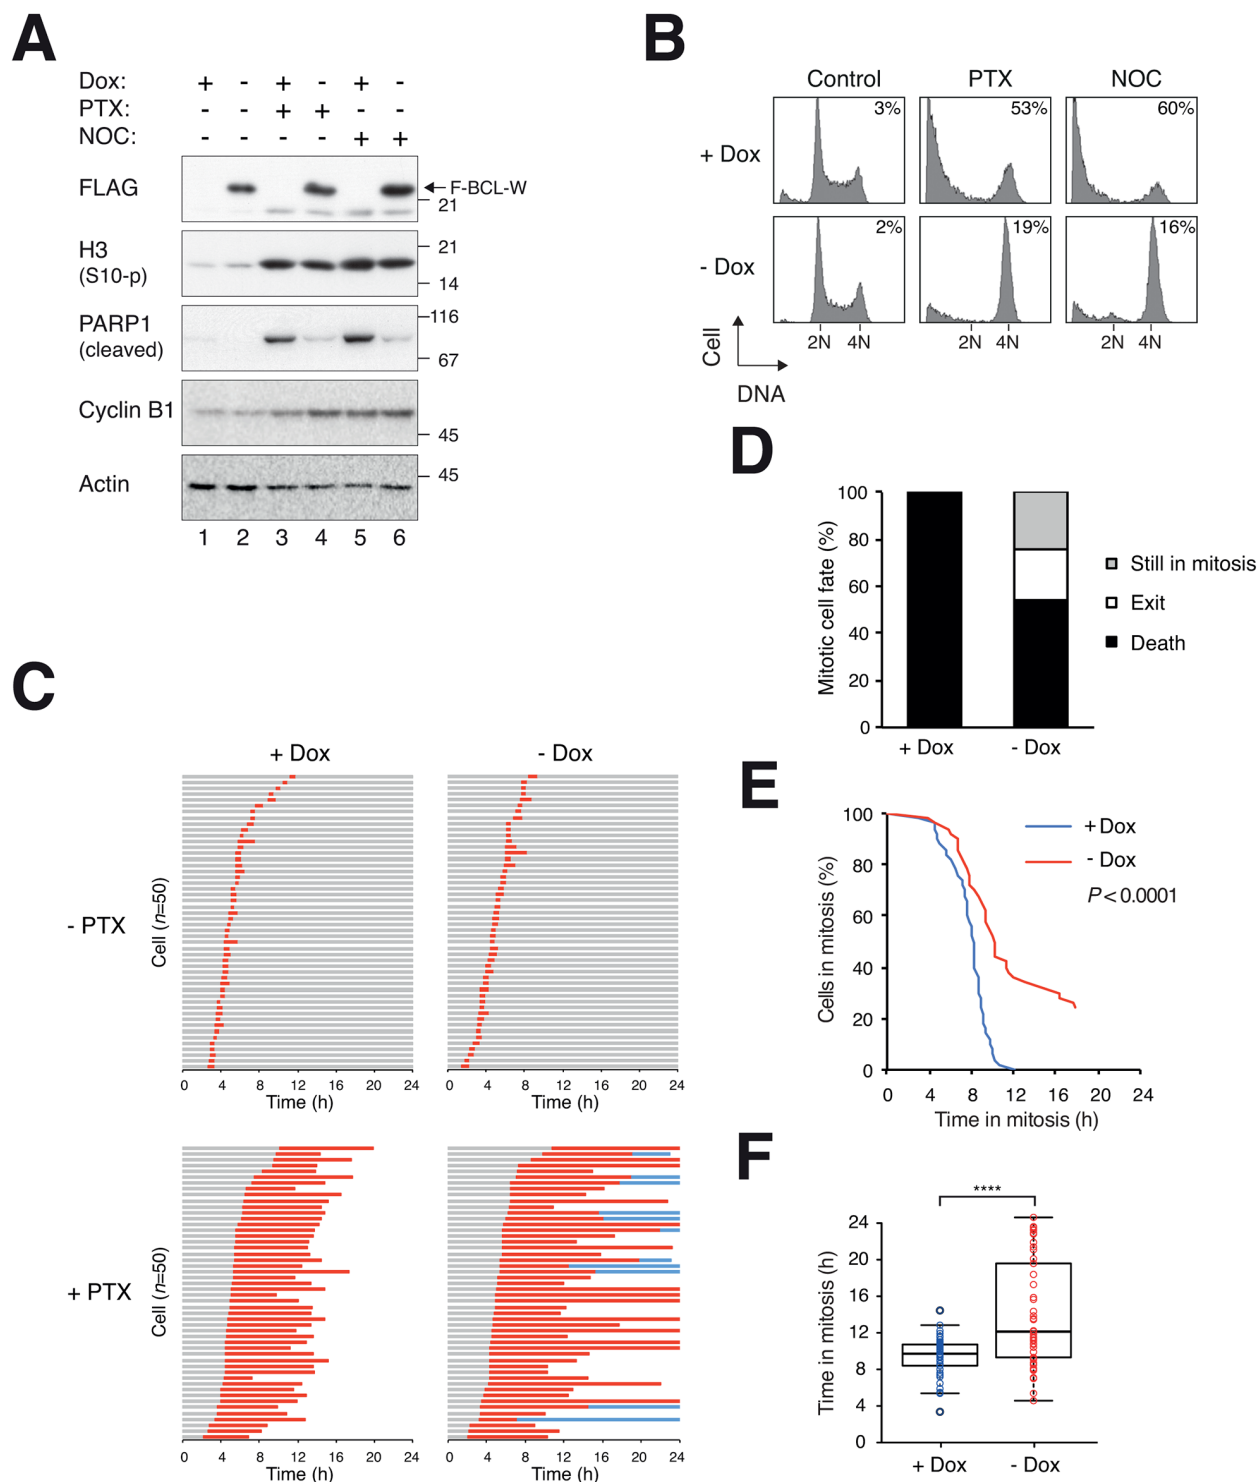 A
Dox: + - + - + -
PTX: - - + + - -
NOC: - - - - + +
FLAG
F-BCL-W
21
H3
(S10-p)
21
14
PARP1
(cleaved)
116
67
Cyclin B1
45
Actin
45
1 2 3 4 5 6
B
Control PTX NOC
+ Dox
3% 53% 60%
- Dox
2% 19% 16%
2N 4N 2N 4N 2N 4N
Cell
DNA
C
+ Dox - Dox
- PTX
Cell (n=50)
0 4 8 12 16 20 24 0 4 8 12 16 20 24
Time (h) Time (h)
+ PTX
Cell (n=50)
0 4 8 12 16 20 24 0 4 8 12 16 20 24
Time (h) Time (h)
D
Mitotic cell fate (%)
100
80
60
40
20
0
+ Dox - Dox
Still in mitosis
Exit
Death
E
Cells in mitosis (%)
100
80
60
40
20
0
+ Dox
- Dox
P < 0.0001
0 4 8 12 16 20 24
Time in mitosis (h)
F
****
Time in mitosis (h)
24
20
16
12
8
4
0
+ Dox - Dox